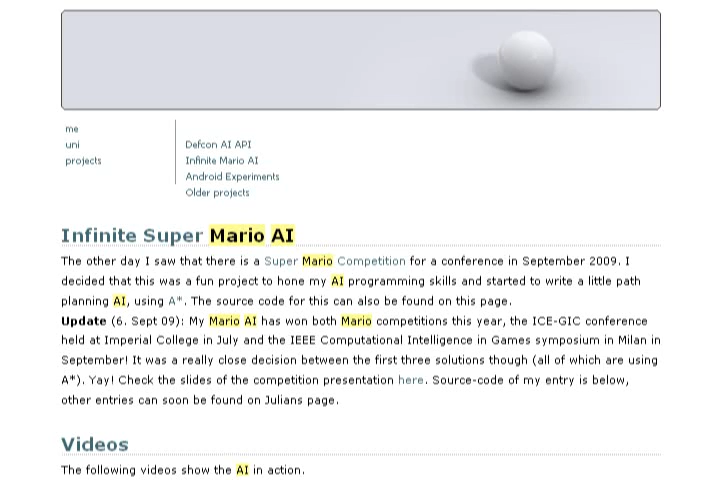 me
uni
projects
Defcon AI API
Infinite Mario AI
Android Experiments
Older projects
Infinite Super Mario AI
The other day I saw that there is a Super Mario Competition for a conference in September 2009. I
decided that this was a fun project to hone my AI programming skills and started to write a little path
planning AI, using A*. The source code for this can also be found on this page.
Update (6. Sept 09): My Mario AI has won both Mario competitions this year, the ICE-GIC conference
held at Imperial College in July and the IEEE Computational Intelligence in Games symposium in Milan in
September! It was a really close decision between the first three solutions though (all of which are using
A*). Yay! Check the slides of the competition presentation here. Source-code of my entry is below,
other entries can soon be found on Julians page.
Videos
The following videos show the AI in action.